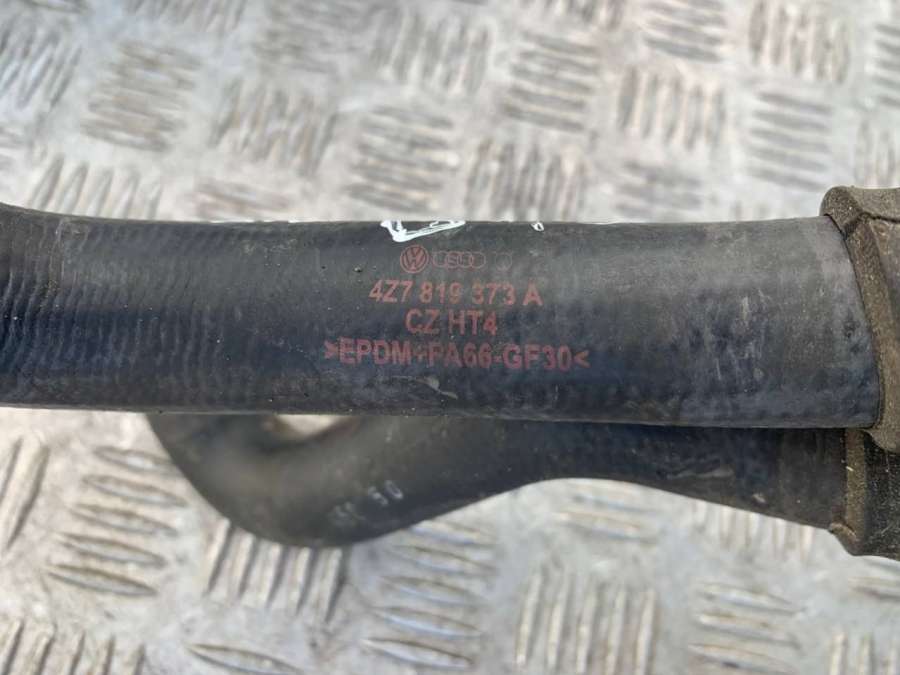 4Z7 819 373 A
CZ HT4
>EPDM+PA66-GF30<